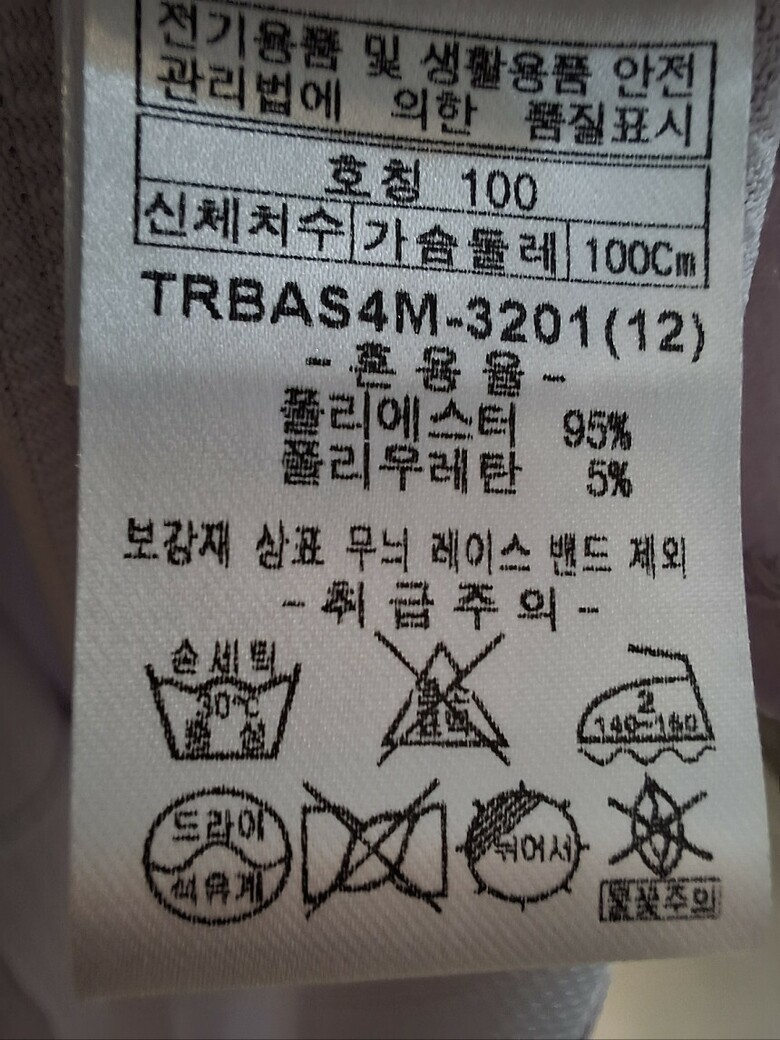 전기용품 및 생활용품 안전
관리법에 의한 품질표시
호칭 100
신체치수 가슴둘레 100Cm
TRBAS4M-3201(12)
- 혼용율 -
폴리에스터 95%
폴리우레탄 5%
보강재 상표 무늬 레이스 밴드 제외
- 취급주의 -
손세탁
30℃
중성
염소
표백
2
140~160
드라이
석유계
뉘어서
불꽃주의